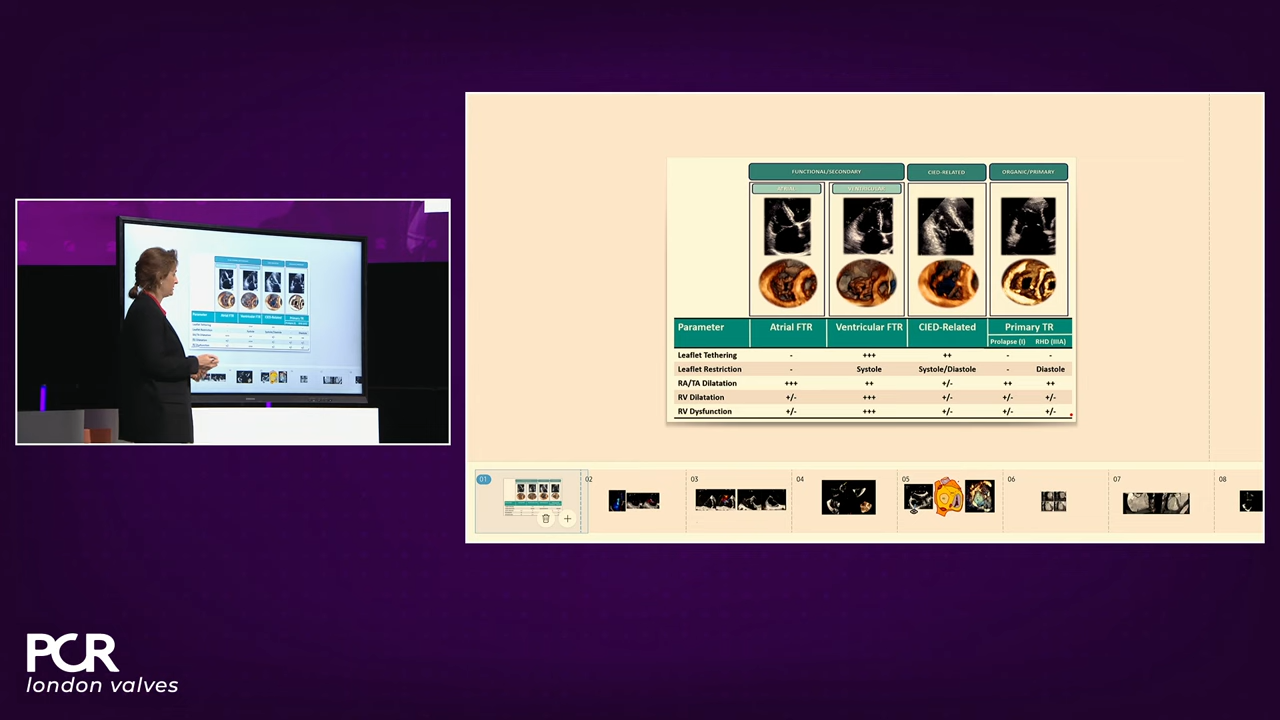 FUNCTIONAL/SECONDARY CIED-RELATED ORGANIC/PRIMARY
ATRIAL VENTRICULAR
Parameter Atrial FTR Ventricular FTR CIED-Related Primary TR
Prolapse (I) RHD (IIIA)
Leaflet Tethering - +++ ++ - -
Leaflet Restriction - Systole Systole/Diastole - Diastole
RA/TA Dilatation +++ ++ +/- ++ ++
RV Dilatation +/- +++ +/- +/- +/-
RV Dysfunction +/- +++ +/- +/- +/-
01 02 03 04 05 06 07 08
PCR
london valves